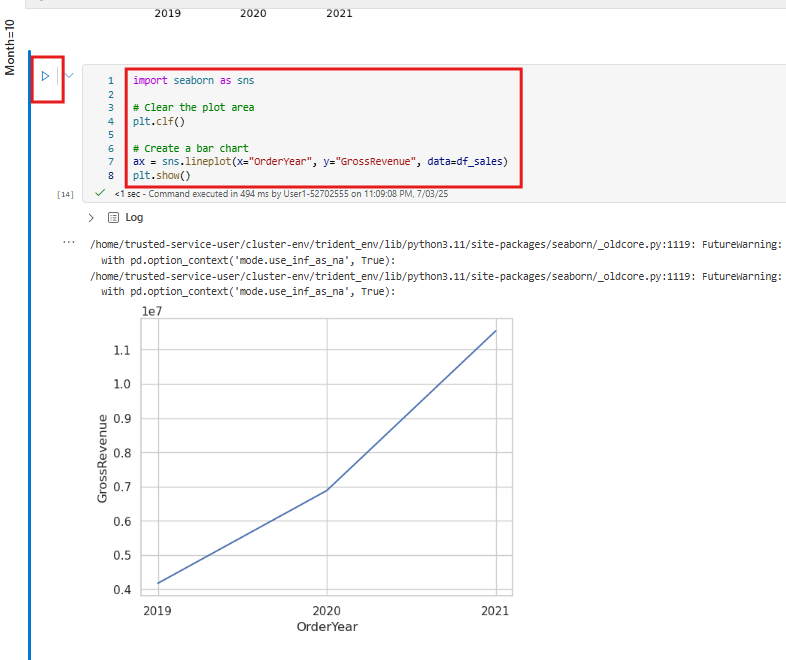 2019 2020 2021
Month=10
1 import seaborn as sns
2
3 # Clear the plot area
4 plt.clf()
5
6 # Create a bar chart
7 ax = sns.lineplot(x="OrderYear", y="GrossRevenue", data=df_sales)
8 plt.show()
[14] <1 sec - Command executed in 494 ms by User1-52702555 on 11:09:08 PM, 7/03/25
Log
... /home/trusted-service-user/cluster-env/trident_env/lib/python3.11/site-packages/seaborn/_oldcore.py:1119: FutureWarning:
with pd.option_context('mode.use_inf_as_na', True):
/home/trusted-service-user/cluster-env/trident_env/lib/python3.11/site-packages/seaborn/_oldcore.py:1119: FutureWarning:
with pd.option_context('mode.use_inf_as_na', True):
1e7
1.1
1.0
0.9
0.8
0.7
0.6
0.5
0.4
GrossRevenue
2019 2020 2021
OrderYear